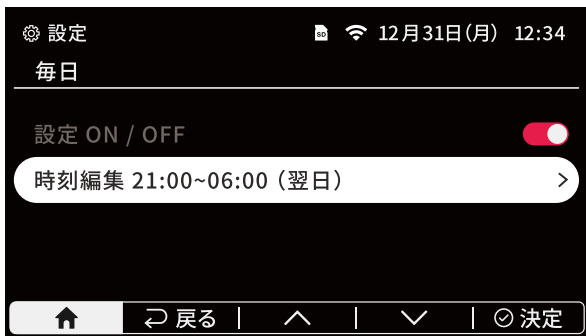 設定 SD 12月31日(月) 12:34
毎日
設定 ON / OFF
時刻編集 21:00~06:00 (翌日)
戻る 決定